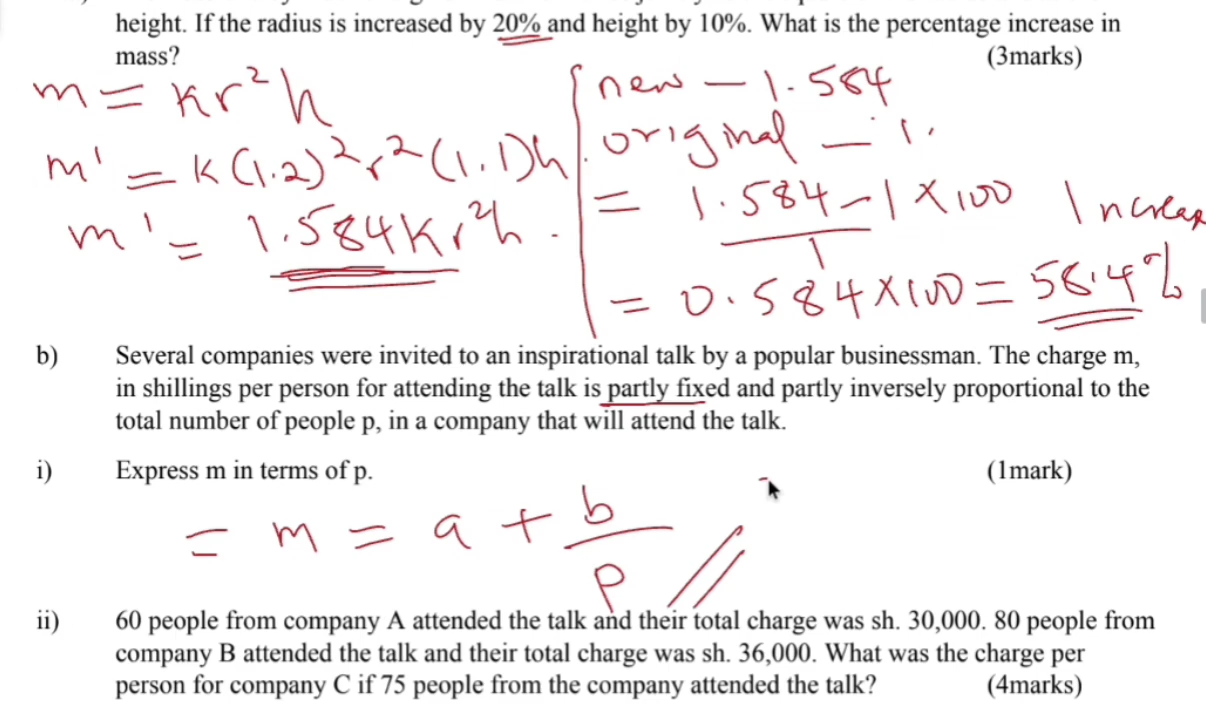 height. If the radius is increased by 20% and height by 10%. What is the percentage increase in
mass? (3marks)
m = kr²h
m' = k(1.2)²r²(1.1)h
m' = 1.584kr²h.
new – 1.584
original – 1.
= 1.584 – 1 × 100 Increase
1
= 0.584 × 100 = 58.4%
b) Several companies were invited to an inspirational talk by a popular businessman. The charge m,
in shillings per person for attending the talk is partly fixed and partly inversely proportional to the
total number of people p, in a company that will attend the talk.
i) Express m in terms of p. (1mark)
= m = a + b
p
ii) 60 people from company A attended the talk and their total charge was sh. 30,000. 80 people from
company B attended the talk and their total charge was sh. 36,000. What was the charge per
person for company C if 75 people from the company attended the talk? (4marks)